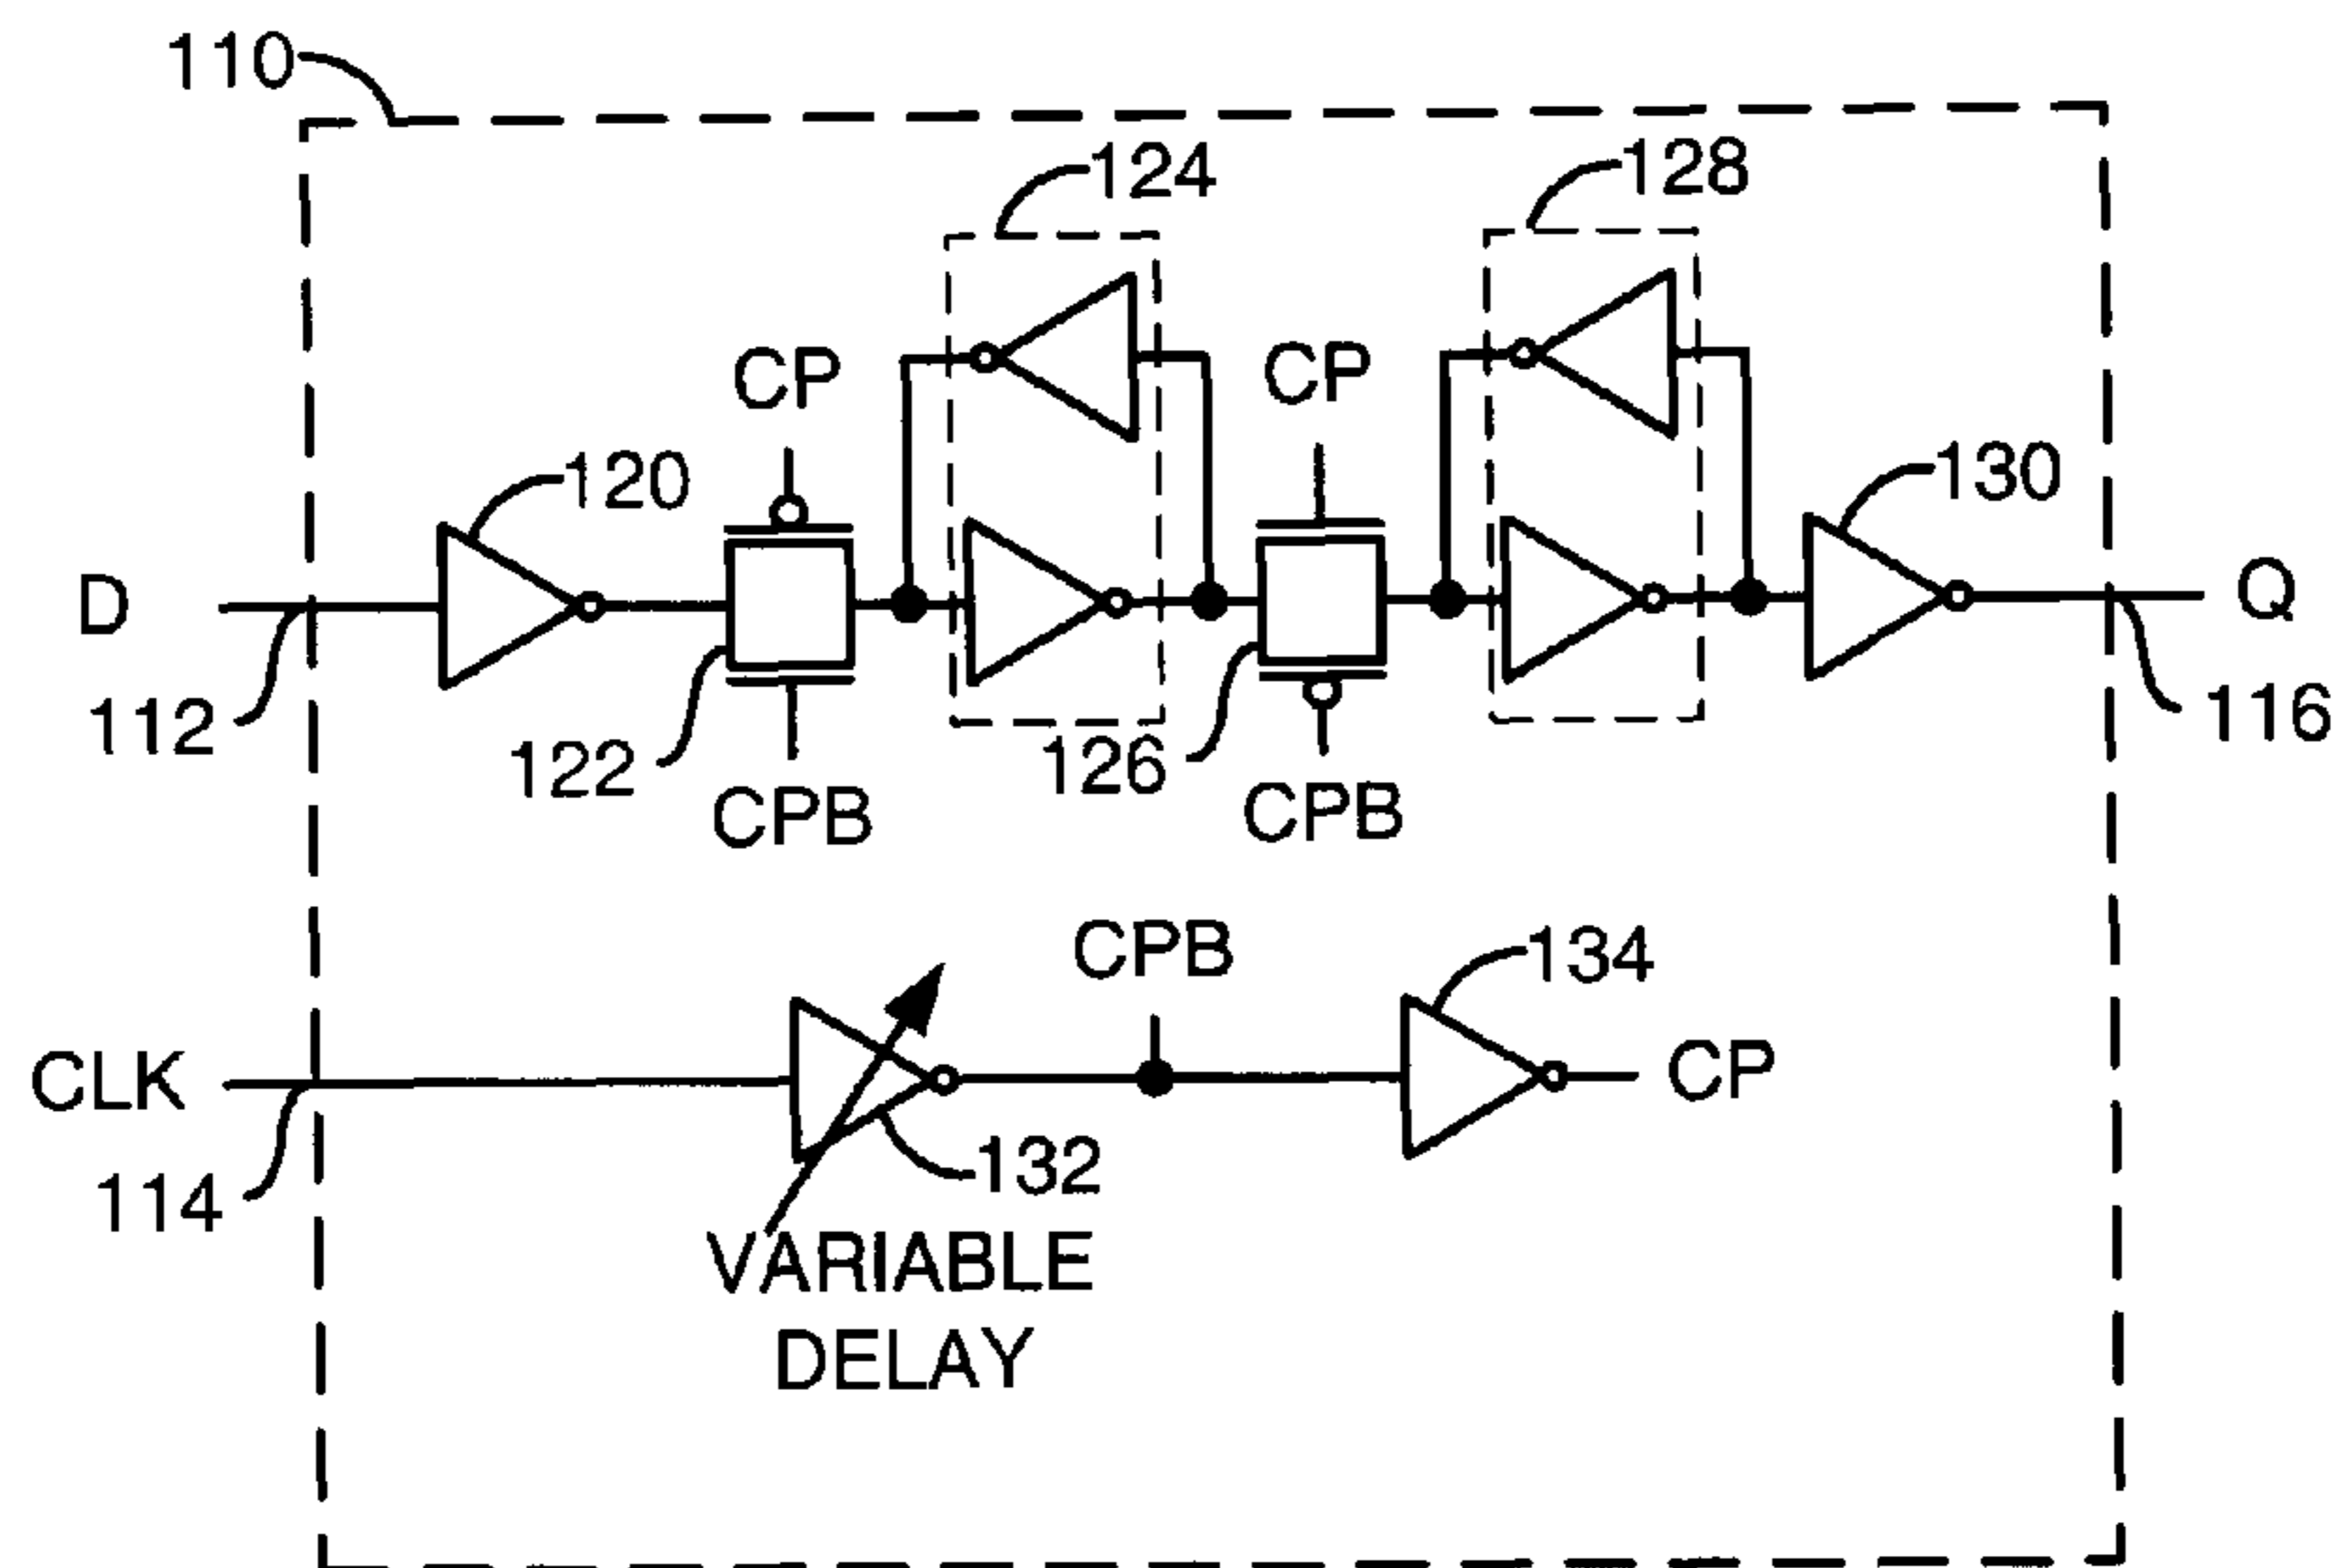 110
124
128
CP
CP
120
130
D
Q
112
122
126
116
CPB
CPB
CPB
134
CLK
CP
114
132
VARIABLE
DELAY